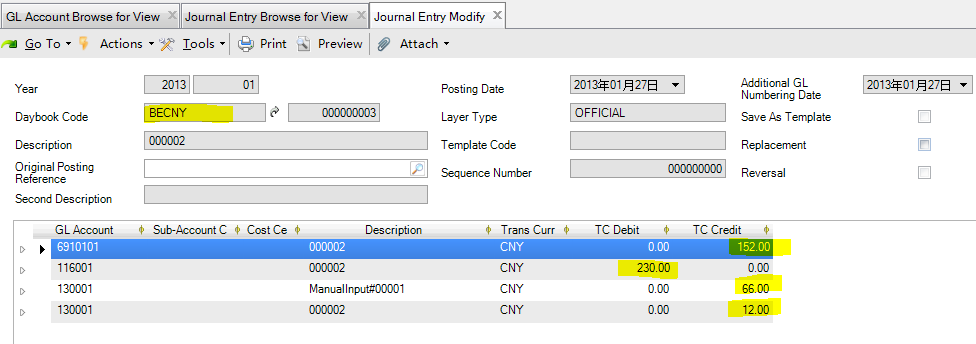 GL Account Browse for View Journal Entry Browse for View Journal Entry Modify
Go To Actions Tools Print Preview Attach
Year 2013 01 Posting Date 2013年01月27日 Additional GL Numbering Date 2013年01月27日
Daybook Code BECNY 000000003 Layer Type OFFICIAL Save As Template
Description 000002 Template Code Replacement
Original Posting Reference Sequence Number 000000000 Reversal
Second Description
GL Account Sub-Account C Cost Ce Description Trans Curr TC Debit TC Credit
6910101 000002 CNY 0.00 152.00
116001 000002 CNY 230.00 0.00
130001 ManualInput#00001 CNY 0.00 66.00
130001 000002 CNY 0.00 12.00